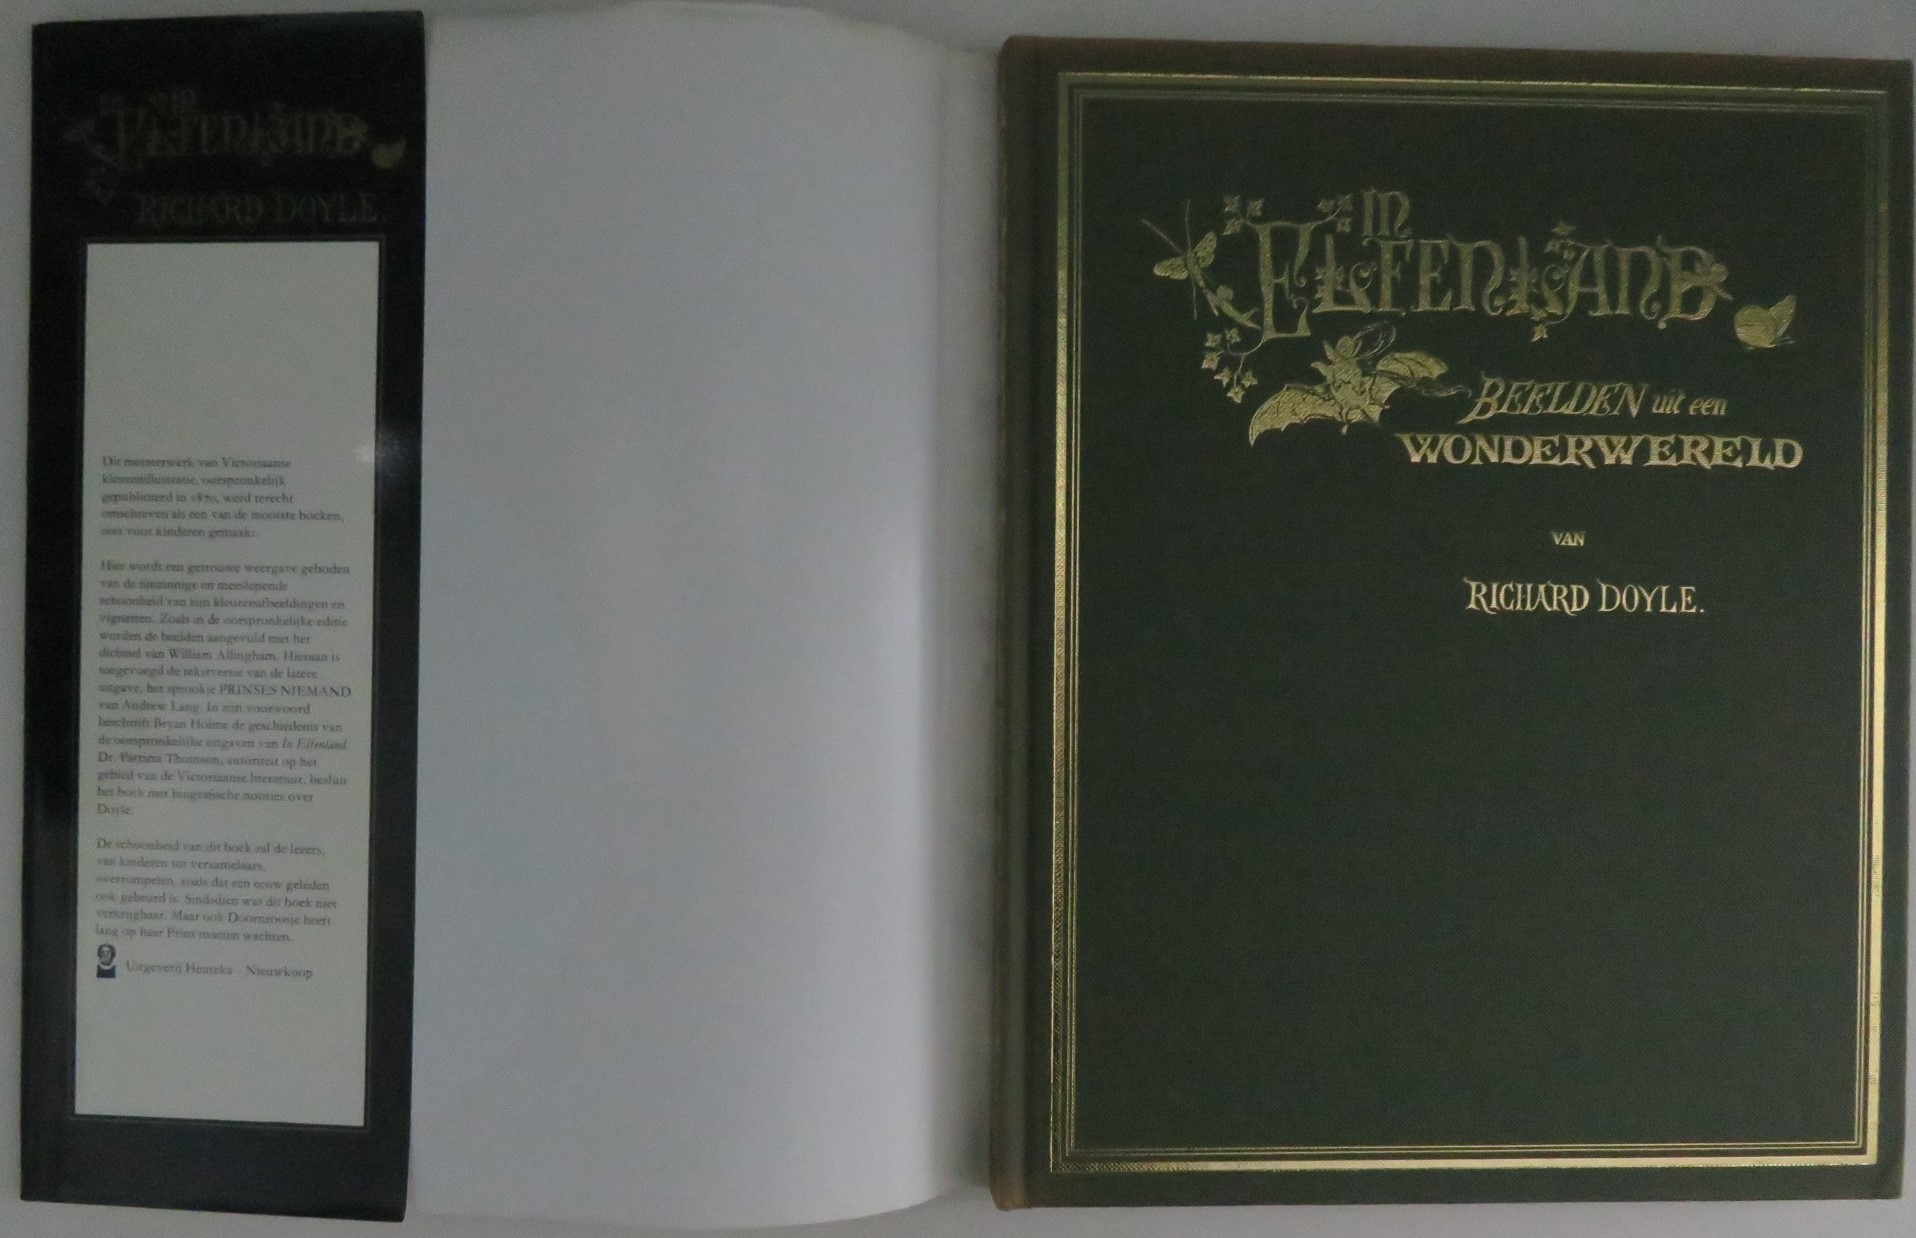 IN
ELFENLAND
RICHARD DOYLE.
Dit meesterwerk van Victoriaanse
kleurenillustratie, oorspronkelijk
gepubliceerd in 1870, werd terecht
omschreven als een van de mooiste boeken,
ooit voor kinderen gemaakt.
Hier wordt een getrouwe weergave geboden
van de fijnzinnige en meeslepende
schoonheid van zijn kleurenafbeeldingen en
vignetten. Zoals in de oorspronkelijke editie
worden de beelden aangevuld met het
dichtsel van William Allingham. Hieraan is
toegevoegd de tekstversie van de latere
uitgave, het sprookje PRINSES NIEMAND
van Andrew Lang. In zijn voorwoord
beschrijft Bryan Holme de geschiedenis van
de oorspronkelijke uitgaven van In Elfenland.
Dr. Patricia Thomson, autoriteit op het
gebied van de Victoriaanse literatuur, besluit
het boek met biografische notities over
Doyle.
De schoonheid van dit boek zal de lezers,
van kinderen tot verzamelaars,
overrompelen, zoals dat een eeuw geleden
ook gebeurd is. Sindsdien was dit boek niet
verkrijgbaar. Maar ook Doornroosje heeft
lang op haar Prins moeten wachten.
Uitgeverij Heureka - Nieuwkoop
IN
ELFENLAND
BEELDEN uit een
WONDERWERELD
VAN
RICHARD DOYLE.